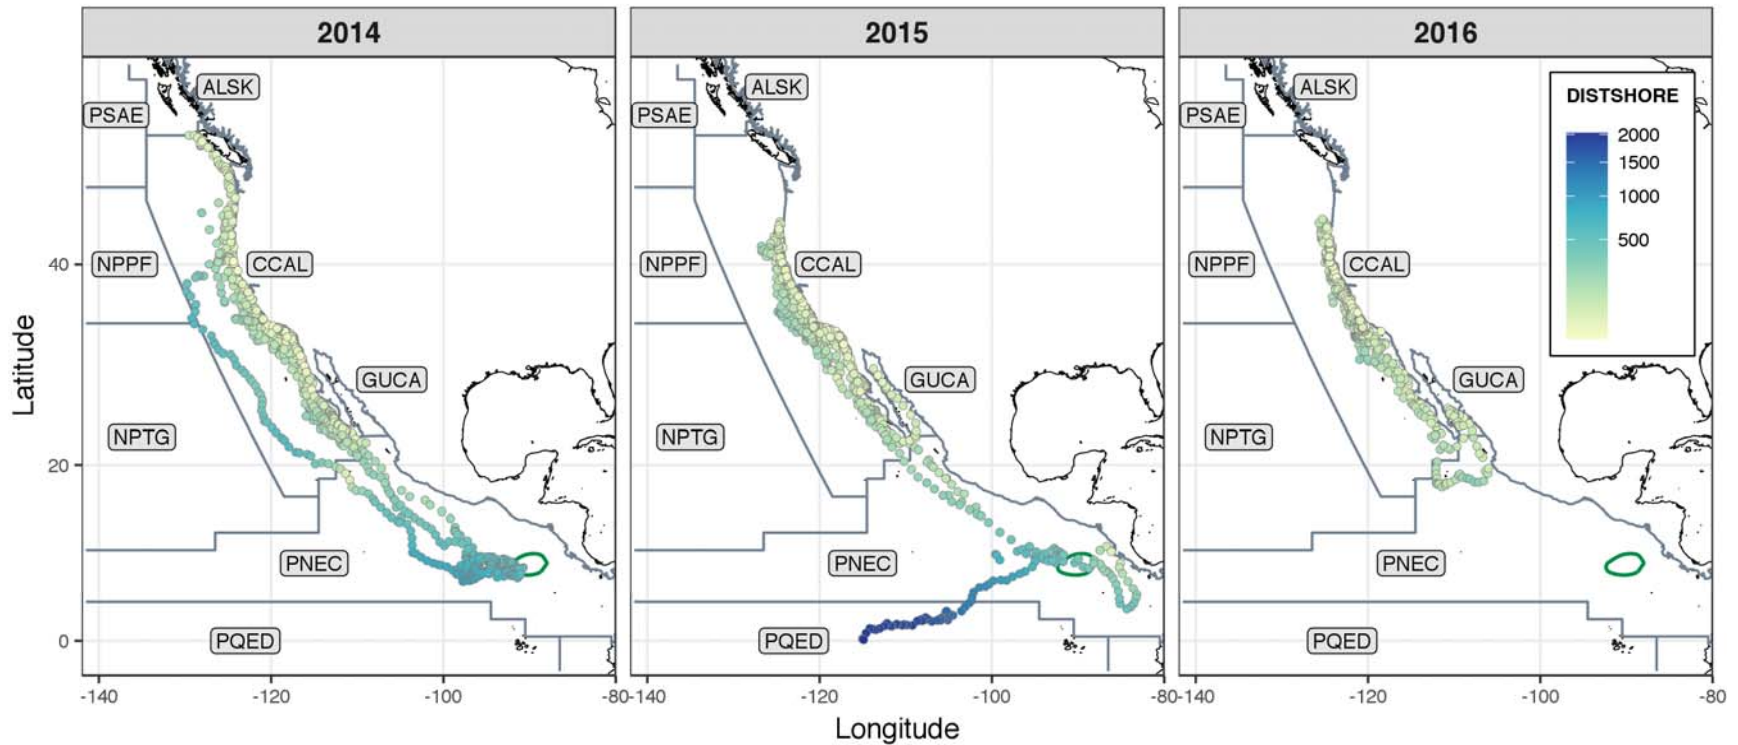 2014
2015
2016
ALSK
PSAE
NPPF
CCAL
GUCA
NPTG
PNEC
PQED
ALSK
PSAE
NPPF
CCAL
GUCA
NPTG
PNEC
PQED
ALSK
PSAE
NPPF
CCAL
GUCA
NPTG
PNEC
PQED
DISTSHORE
2000
1500
1000
500
40
20
0
Latitude
-140 -120 -100 -80
-140 -120 -100 -80
-140 -120 -100 -80
Longitude